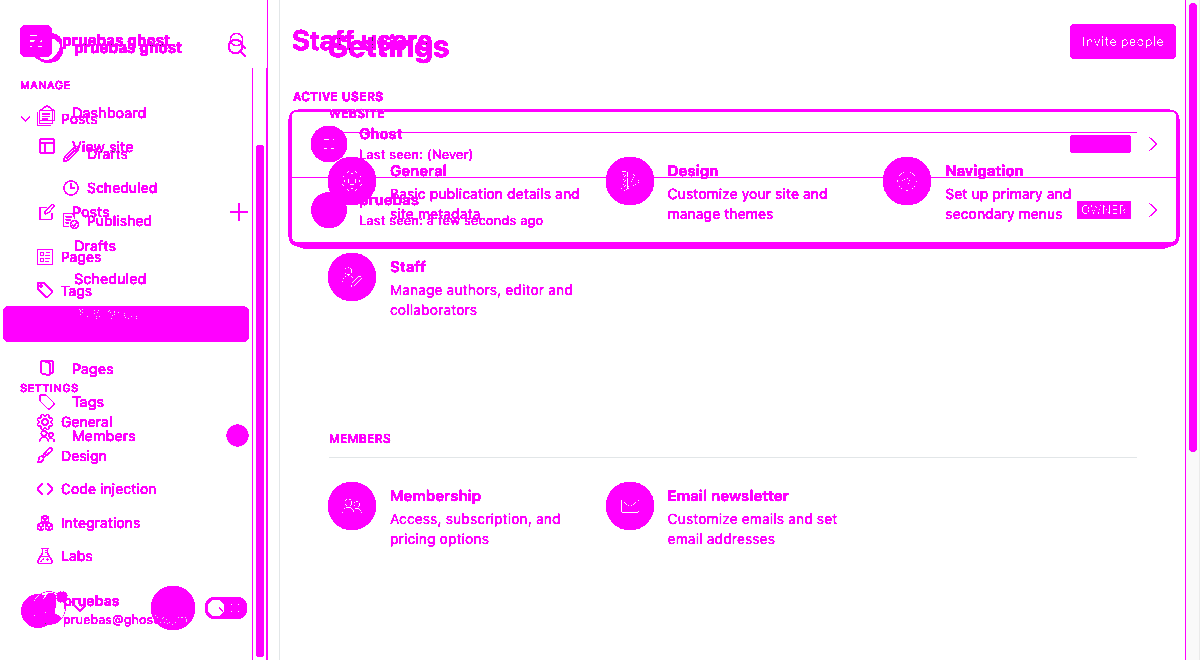 pruebas ghost
pruebas ghost
MANAGE
Dashboard
Posts
View site
Drafts
Scheduled
Posts
Published
Drafts
Pages
Scheduled
Tags
Pages
SETTINGS
Tags
General
Members
Design
Code injection
Integrations
Labs
pruebas
pruebas@ghost
Staff users
Settings
Invite people
ACTIVE USERS
WEBSITE
Ghost
Last seen: (Never)
General
Basic publication details and
site metadata
Design
Customize your site and
manage themes
Navigation
Set up primary and
secondary menus
pruebas
Last seen: a few seconds ago
OWNER
Staff
Manage authors, editor and
collaborators
MEMBERS
Membership
Access, subscription, and
pricing options
Email newsletter
Customize emails and set
email addresses